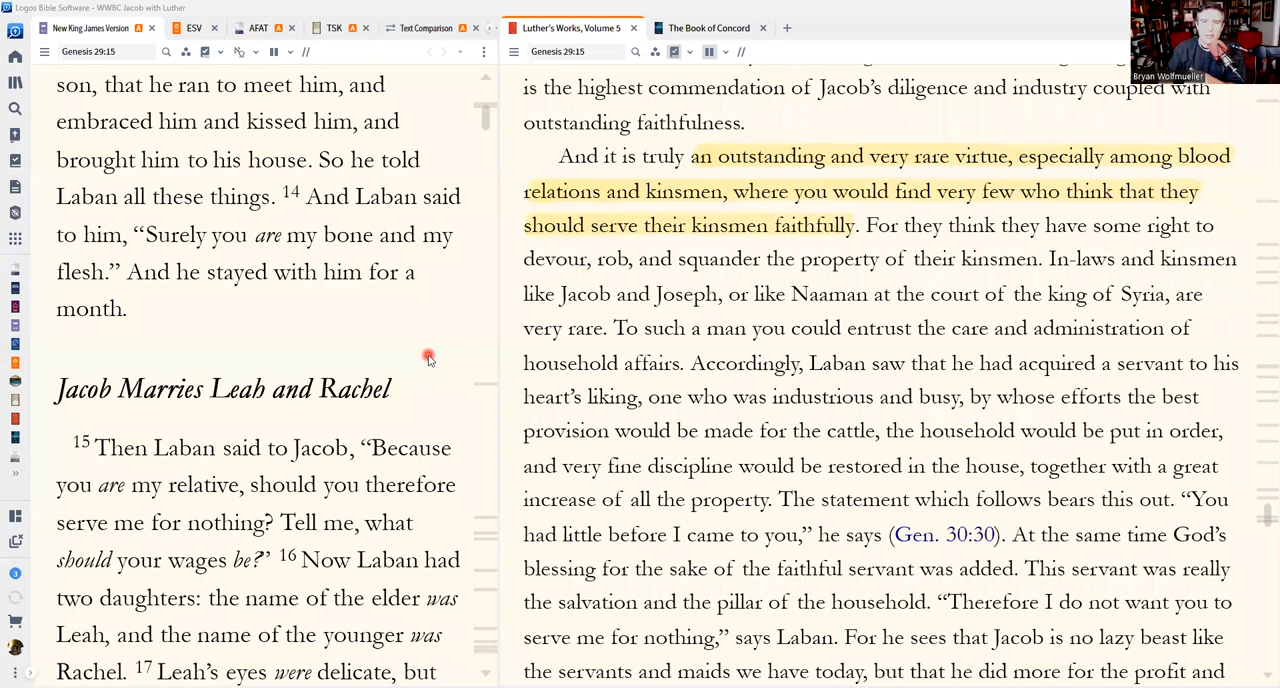 Logos Bible Software - WWBC Jacob with Luther
New King James Version A
ESV
AFAT A
TSK A
Text Comparison A
Luther's Works, Volume 5
The Book of Concord
Genesis 29:15
Genesis 29:15
Bryan Wolfmueller
son, that he ran to meet him, and
embraced him and kissed him, and
brought him to his house. So he told
Laban all these things. 14 And Laban said
to him, “Surely you are my bone and my
flesh.” And he stayed with him for a
month.
Jacob Marries Leah and Rachel
15 Then Laban said to Jacob, “Because
you are my relative, should you therefore
serve me for nothing? Tell me, what
should your wages be?” 16 Now Laban had
two daughters: the name of the elder was
Leah, and the name of the younger was
Rachel. 17 Leah’s eyes were delicate, but
is the highest commendation of Jacob’s diligence and industry coupled with
outstanding faithfulness.
And it is truly an outstanding and very rare virtue, especially among blood
relations and kinsmen, where you would find very few who think that they
should serve their kinsmen faithfully. For they think they have some right to
devour, rob, and squander the property of their kinsmen. In-laws and kinsmen
like Jacob and Joseph, or like Naaman at the court of the king of Syria, are
very rare. To such a man you could entrust the care and administration of
household affairs. Accordingly, Laban saw that he had acquired a servant to his
heart’s liking, one who was industrious and busy, by whose efforts the best
provision would be made for the cattle, the household would be put in order,
and very fine discipline would be restored in the house, together with a great
increase of all the property. The statement which follows bears this out. “You
had little before I came to you,” he says (Gen. 30:30). At the same time God’s
blessing for the sake of the faithful servant was added. This servant was really
the salvation and the pillar of the household. “Therefore I do not want you to
serve me for nothing,” says Laban. For he sees that Jacob is no lazy beast like
the servants and maids we have today, but that he did more for the profit and